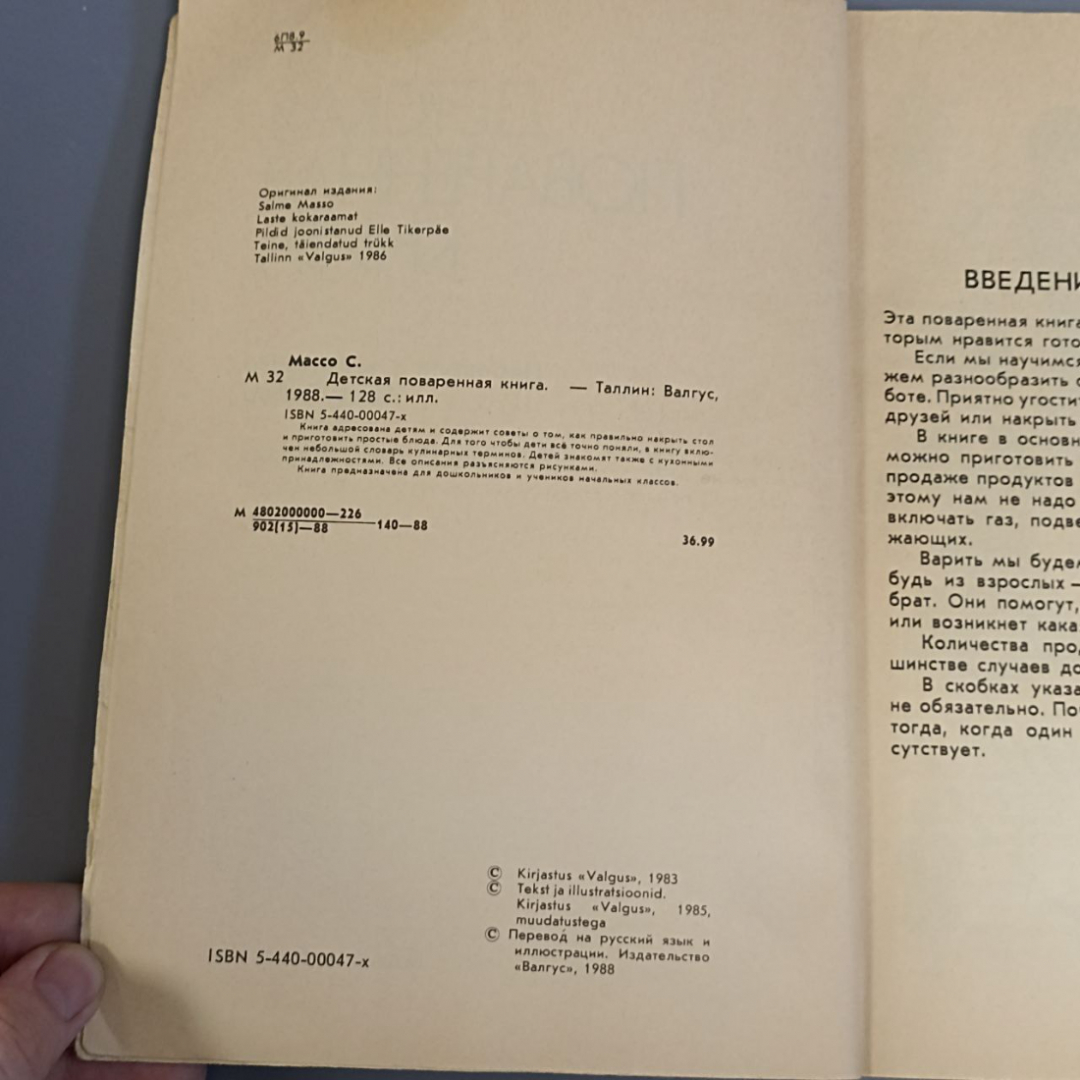 6П8.9
М 32
Оригинал издания:
Salme Masso
Laste kokaraamat
Pildid joonistanud Elle Tikerpäe
Teine, täiendatud trükk
Tallinn «Valgus» 1986
Массо С.
М 32 Детская поваренная книга. — Таллин: Валгус,
1988.— 128 с.: илл.
ISBN 5-440-00047-x
Книга адресована детям и содержит советы о том, как правильно накрыть стол
и приготовить простые блюда. Для того чтобы дети всё точно поняли, в книгу вклю-
чен небольшой словарь кулинарных терминов. Детей знакомят также с кухонными
принадлежностями. Все описания разъясняются рисунками.
Книга предназначена для дошкольников и учеников начальных классов.
М 4802000000—226
902(15)—88 —140—88
36.99
© Kirjastus «Valgus», 1983
© Tekst ja illustratsioonid.
Kirjastus «Valgus», 1985,
muudatustega
© Перевод на русский язык и
иллюстрации. Издательство
«Валгус», 1988
ISBN 5-440-00047-x
ВВЕДЕНИ
Эта поваренная книга
торым нравится гото
Если мы научимся
жем разнообразить с
боте. Приятно угостит
друзей или накрыть
В книге в основн
можно приготовить
продаже продуктов
этому нам не надо
включать газ, подве
жающих.
Варить мы будем
будь из взрослых —
брат. Они помогут,
или возникнет кака
Количества прод
шинстве случаев до
В скобках указа
не обязательно. Поч
тогда, когда один
сутствует.